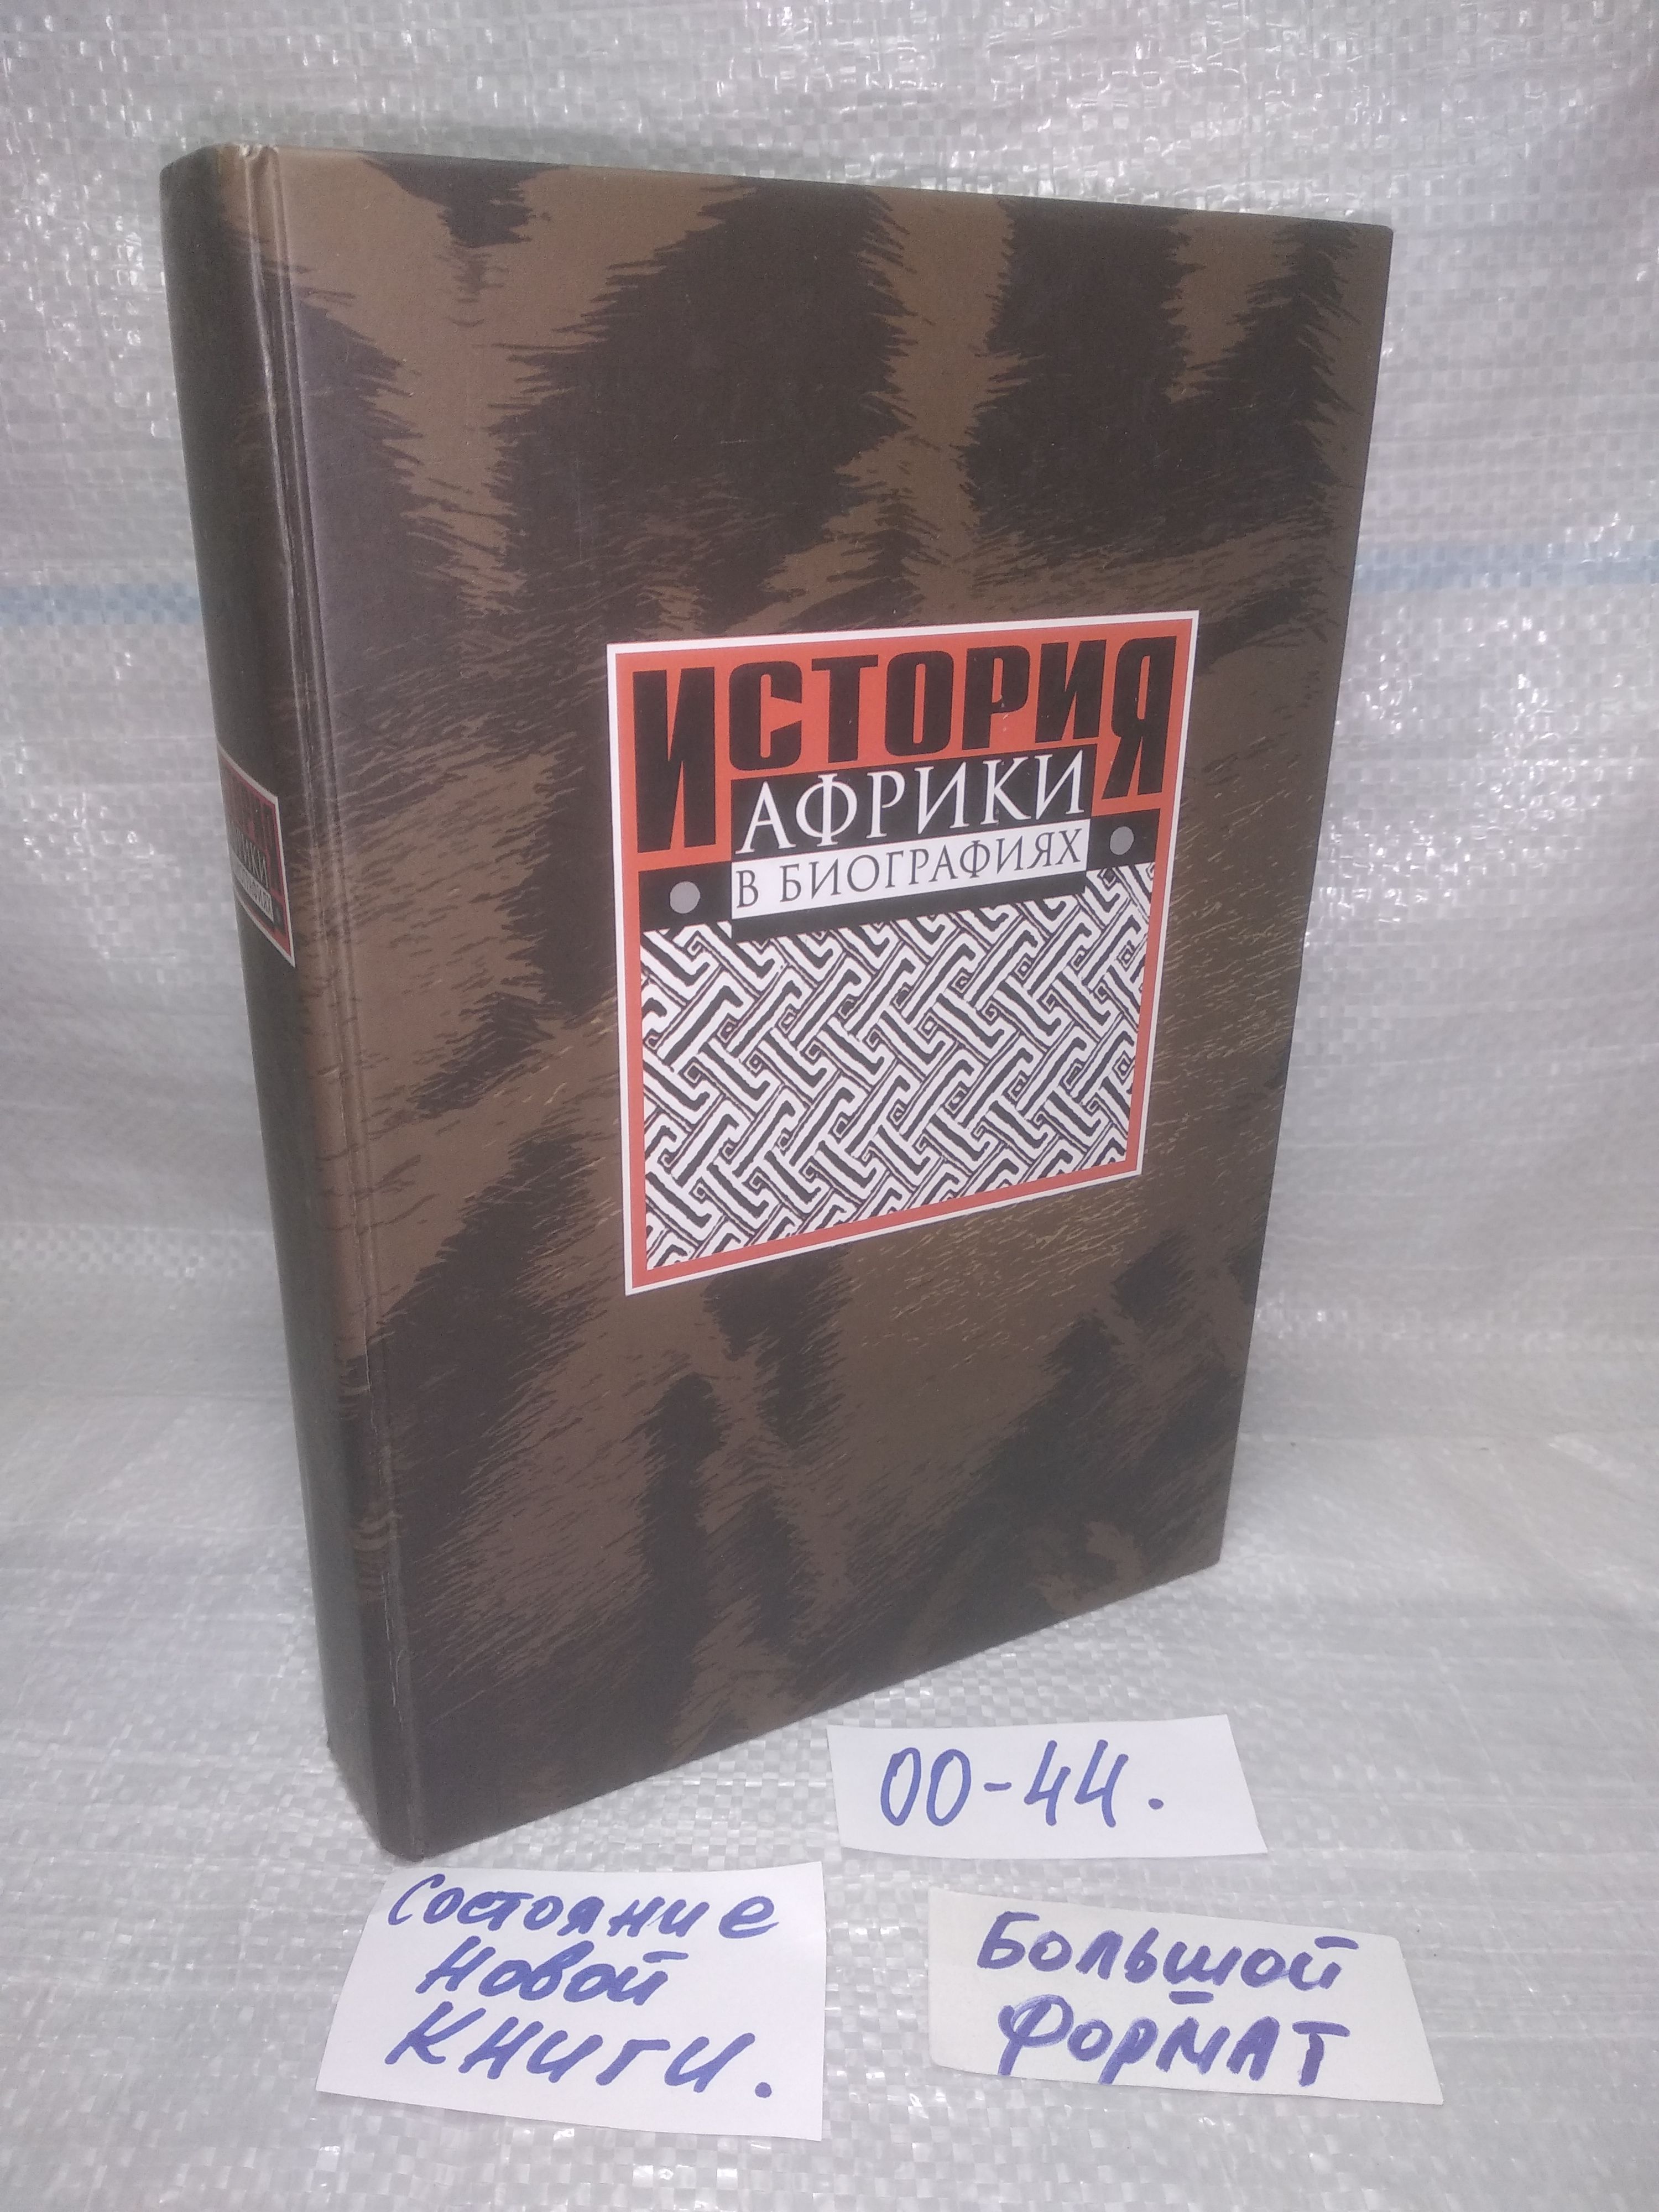 ИСТОРИЯ
АФРИКИ
В БИОГРАФИЯХ
00-44.
Состояние
новой
книги.
Большой
формат